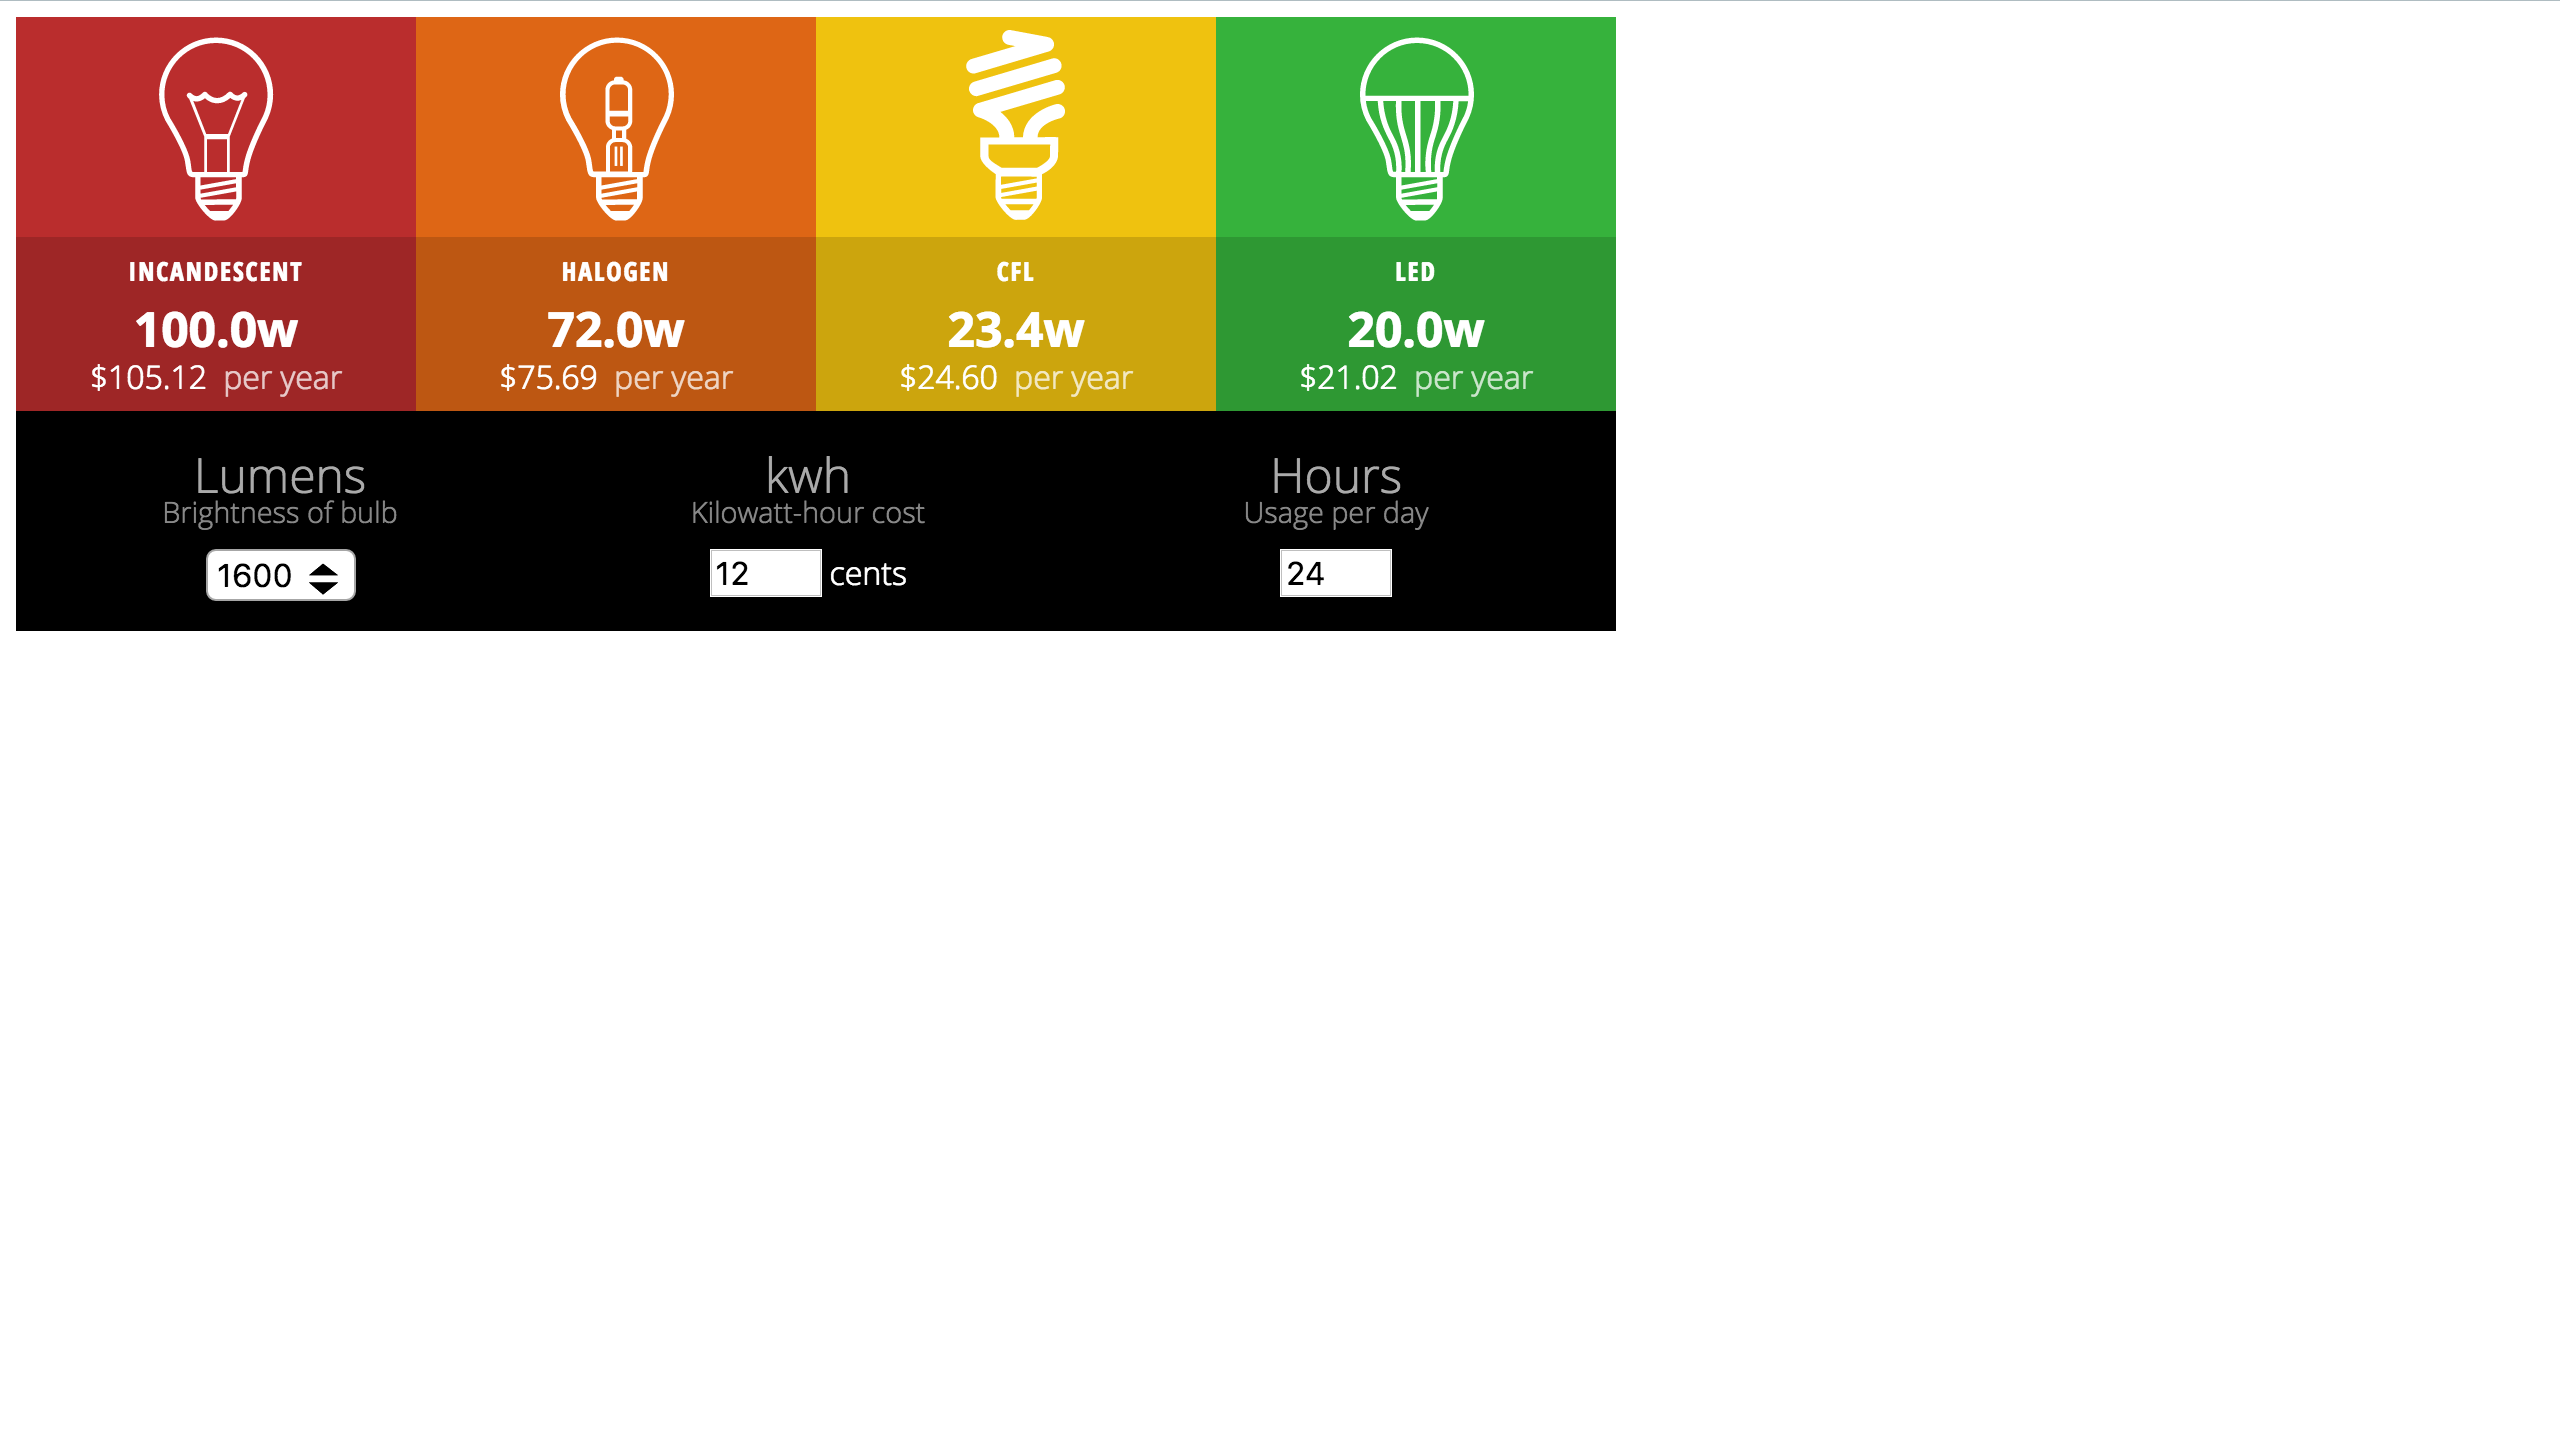 INCANDESCENT
100.0w
$105.12 per year
HALOGEN
72.0w
$75.69 per year
CFL
23.4w
$24.60 per year
LED
20.0w
$21.02 per year
Lumens
Brightness of bulb
1600
kwh
Kilowatt-hour cost
12 cents
Hours
Usage per day
24